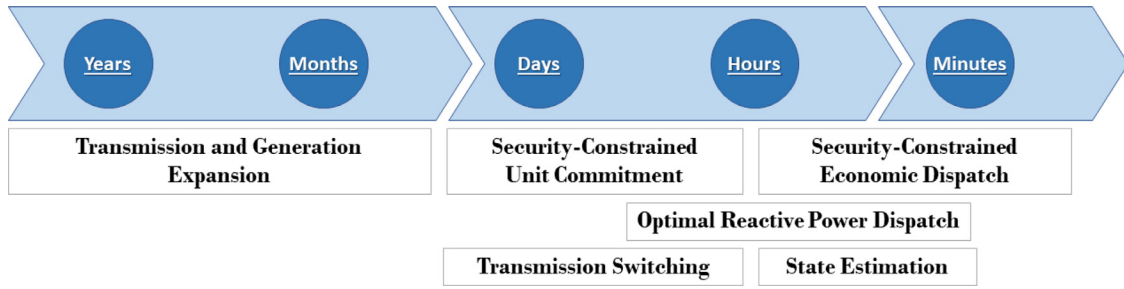 Years
Months
Days
Hours
Minutes
Transmission and Generation
Expansion
Security-Constrained
Unit Commitment
Security-Constrained
Economic Dispatch
Optimal Reactive Power Dispatch
Transmission Switching
State Estimation